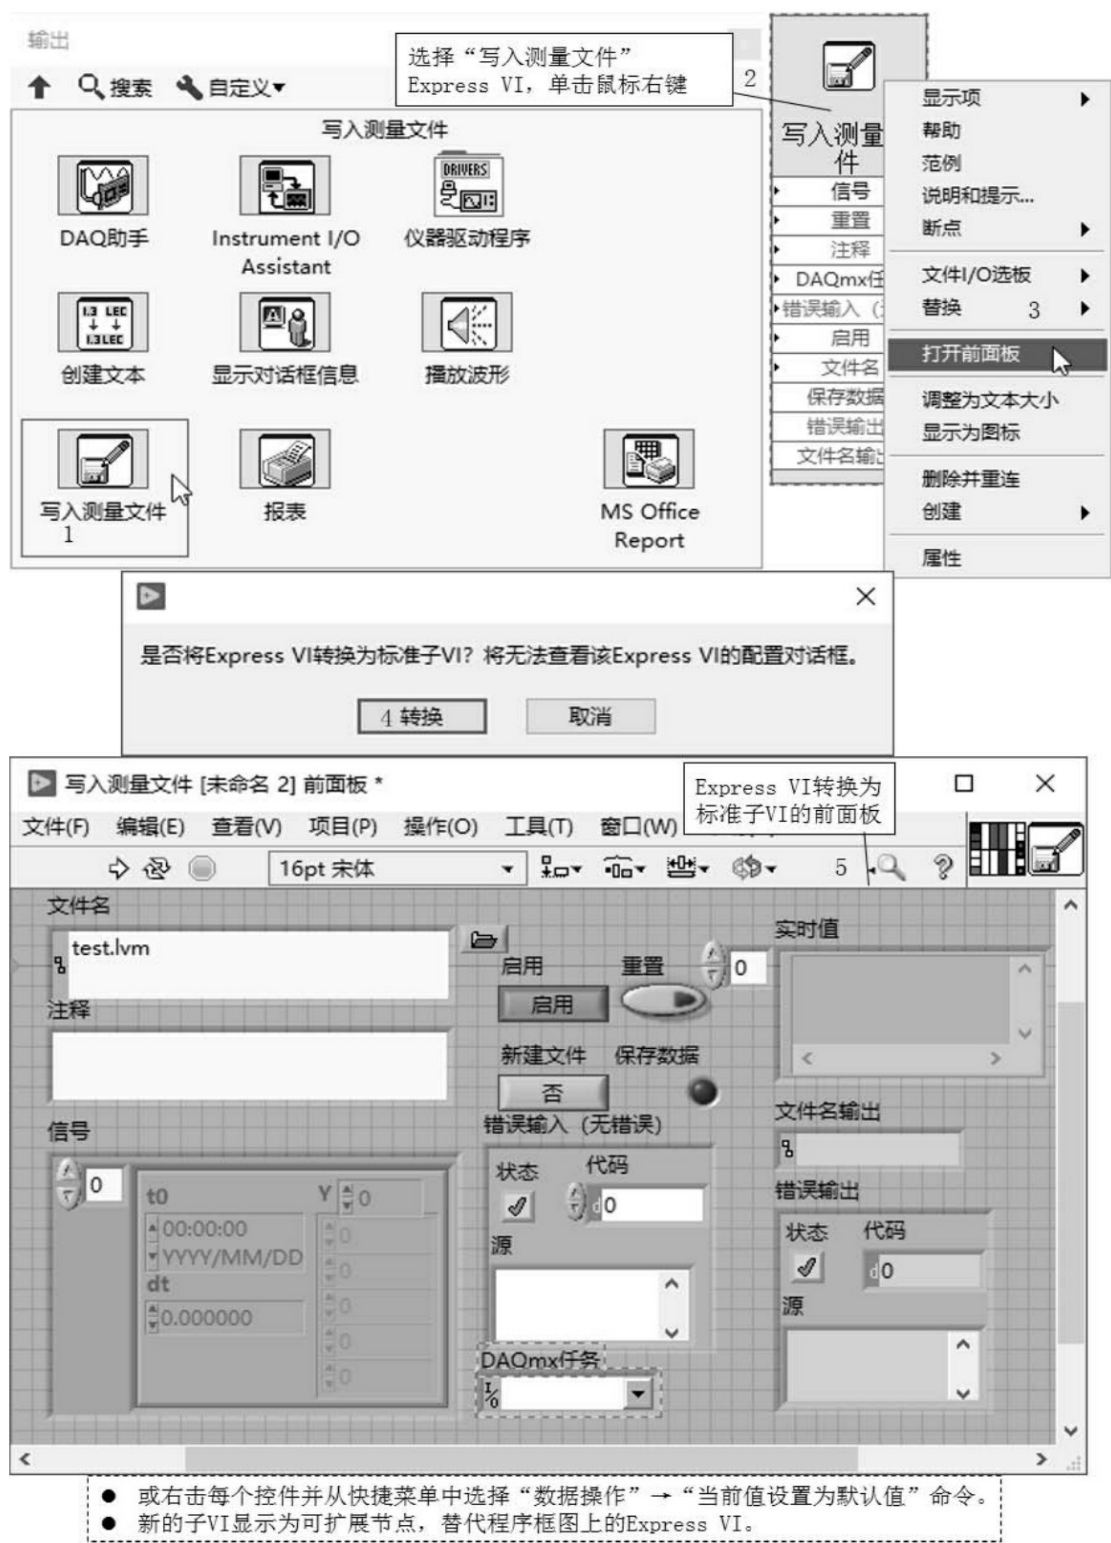 输出
搜索 自定义
选择“写入测量文件”
Express VI，单击鼠标右键
2
写入测量文件
DAQ助手
Instrument I/O
Assistant
DRIVERS
仪器驱动程序
创建文本
显示对话框信息
播放波形
写入测量文件
1
报表
MS Office
Report
写入测量
件
信号
重置
注释
DAQmx任
错误输入（
启用
文件名
保存数据
错误输出
文件名输出
显示项
帮助
范例
说明和提示...
断点
文件I/O选板
替换 3
打开前面板
调整为文本大小
显示为图标
删除并重连
创建
属性
是否将Express VI转换为标准子VI？将无法查看该Express VI的配置对话框。
4 转换 取消
写入测量文件 [未命名 2] 前面板 *
Express VI转换为
标准子VI的前面板
文件(F) 编辑(E) 查看(V) 项目(P) 操作(O) 工具(T) 窗口(W)
16pt 宋体
5
文件名
test.lvm
注释
信号
0
t0
00:00:00
YYYY/MM/DD
dt
0.000000
Y 0
0
0
0
0
0
启用 重置
启用
新建文件 保存数据
否
错误输入（无错误）
状态 代码
d0
源
DAQmx任务
I/O
0
实时值
文件名输出
错误输出
状态 代码
d0
源
● 或右击每个控件并从快捷菜单中选择“数据操作”→“当前值设置为默认值”命令。
● 新的子VI显示为可扩展节点，替代程序框图上的Express VI。